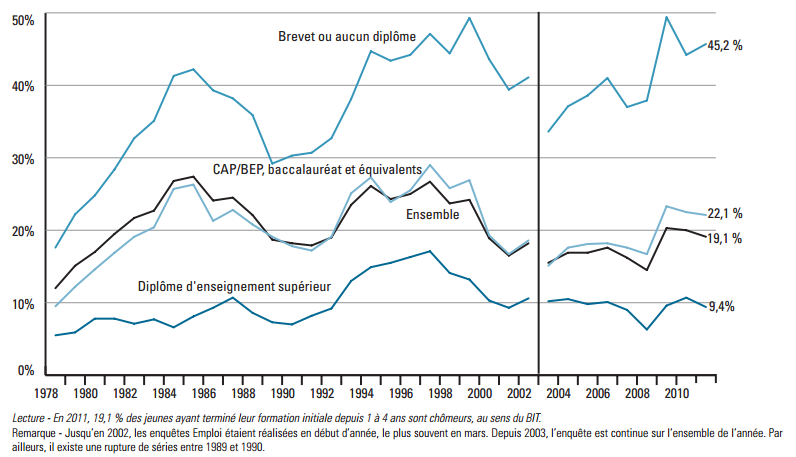 50%
Brevet ou aucun diplôme
45,2 %
40%
30%
CAP/BEP, baccalauréat et équivalents
Ensemble
22,1 %
20%
19,1 %
Diplôme d'enseignement supérieur
10%
9,4%
0%
1978 1980 1982 1984 1986 1988 1990 1992 1994 1996 1998 2000 2002 2004 2006 2008 2010
Lecture - En 2011, 19,1 % des jeunes ayant terminé leur formation initiale depuis 1 à 4 ans sont chômeurs, au sens du BIT.
Remarque - Jusqu'en 2002, les enquêtes Emploi étaient réalisées en début d'année, le plus souvent en mars. Depuis 2003, l'enquête est continue sur l'ensemble de l'année. Par
ailleurs, il existe une rupture de séries entre 1989 et 1990.